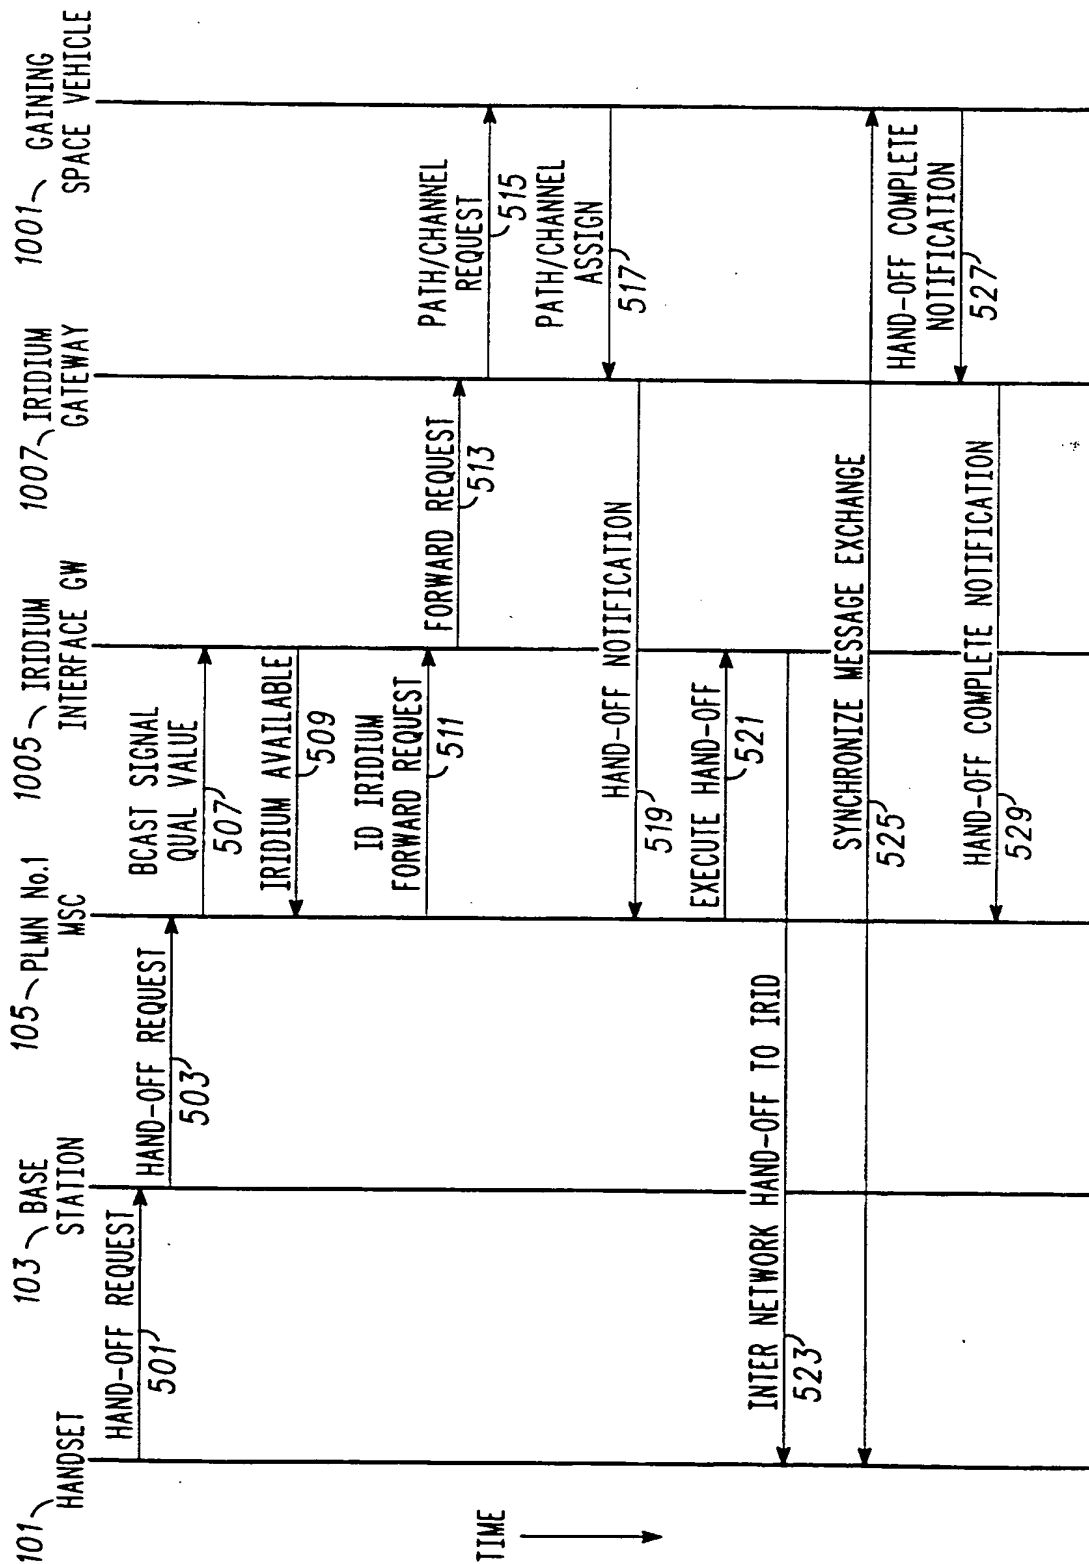 101
HANDSET
103
BASE
STATION
105
PLMN No.1
MSC
1005
IRIDIUM
INTERFACE GW
1007
IRIDIUM
GATEWAY
1001
GAINING
SPACE VEHICLE
TIME
HAND-OFF REQUEST
501
HAND-OFF REQUEST
503
BCAST SIGNAL
QUAL VALUE
507
IRIDIUM AVAILABLE
509
ID IRIDIUM
FORWARD REQUEST
511
FORWARD REQUEST
513
PATH/CHANNEL
REQUEST
515
PATH/CHANNEL
ASSIGN
517
HAND-OFF NOTIFICATION
519
EXECUTE HAND-OFF
521
INTER NETWORK HAND-OFF TO IRID
523
SYNCHRONIZE MESSAGE EXCHANGE
525
HAND-OFF COMPLETE
NOTIFICATION
527
HAND-OFF COMPLETE NOTIFICATION
529